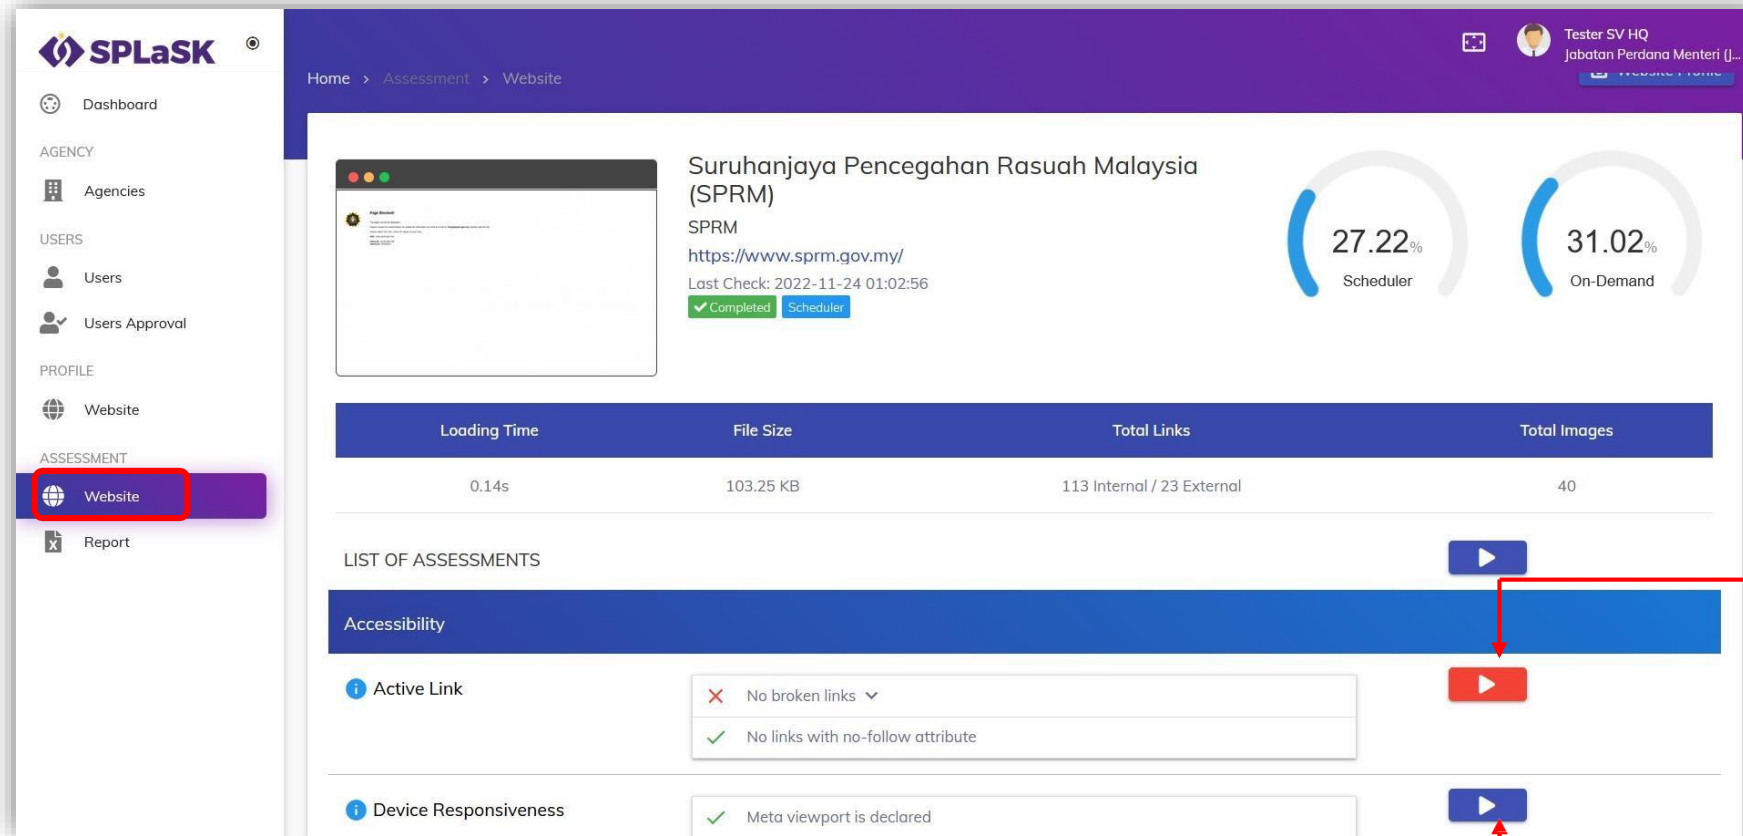 SPLaSK
Dashboard
AGENCY
Agencies
USERS
Users
Users Approval
PROFILE
Website
ASSESSMENT
Website
Report
Home > Assessment > Website
Tester SV HQ
Jabatan Perdana Menteri (J...
Website Profile
Page Blocked!
Suruhanjaya Pencegahan Rasuah Malaysia
(SPRM)
SPRM
https://www.sprm.gov.my/
Last Check: 2022-11-24 01:02:56
Completed Scheduler
27.22%
Scheduler
31.02%
On-Demand
Loading Time File Size Total Links Total Images
0.14s 103.25 KB 113 Internal / 23 External 40
LIST OF ASSESSMENTS
Accessibility
Active Link
No broken links
No links with no-follow attribute
Device Responsiveness
Meta viewport is declared